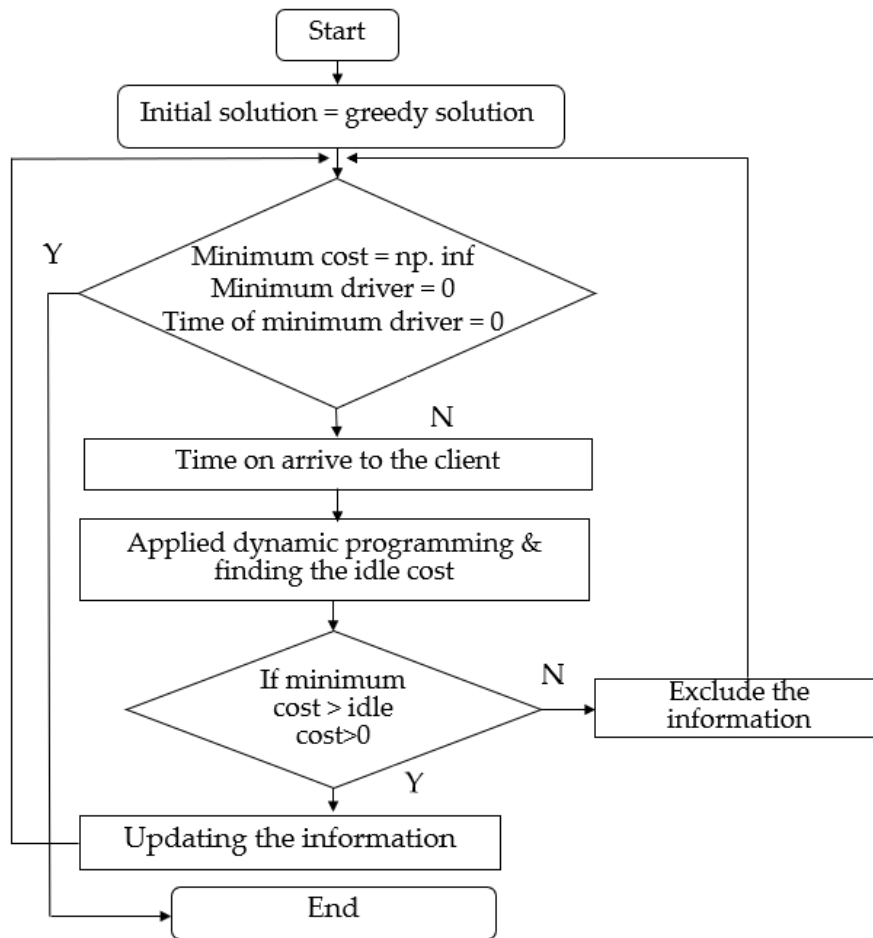 Start
Initial solution = greedy solution
Y
Minimum cost = np. inf
Minimum driver = 0
Time of minimum driver = 0
N
Time on arrive to the client
Applied dynamic programming &
finding the idle cost
If minimum
cost > idle
cost>0
N
Exclude the
information
Y
Updating the information
End